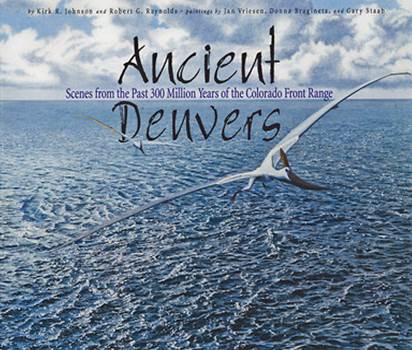 by Kirk R. Johnson and Robert G. Raynolds • paintings by Jan Vriesen, Donna Braginetz, and Gary Staab
Ancient
Scenes from the Past 300 Million Years of the Colorado Front Range
Denvers